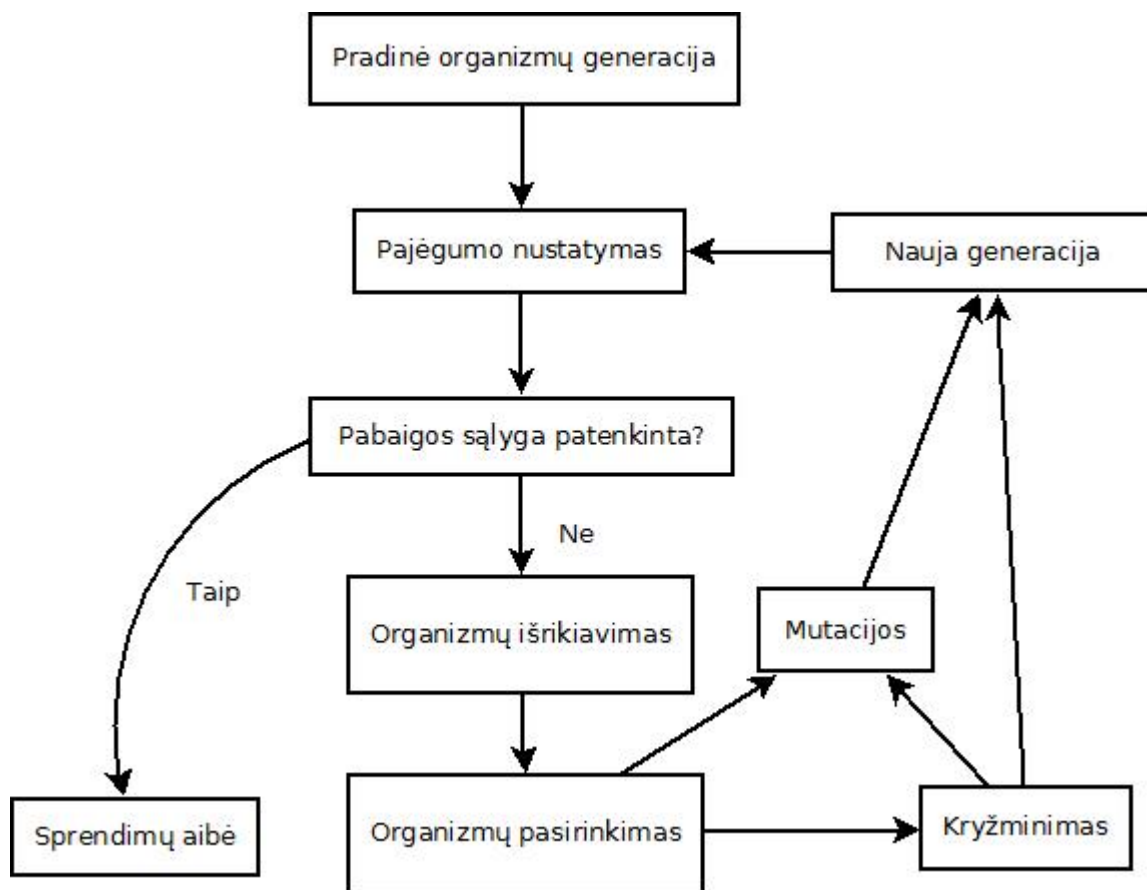 Pradinė organizmų generacija
Pajėgumo nustatymas
Nauja generacija
Pabaigos sąlyga patenkinta?
Ne
Taip
Organizmų išrikiavimas
Mutacijos
Organizmų pasirinkimas
Kryžminimas
Sprendimų aibė